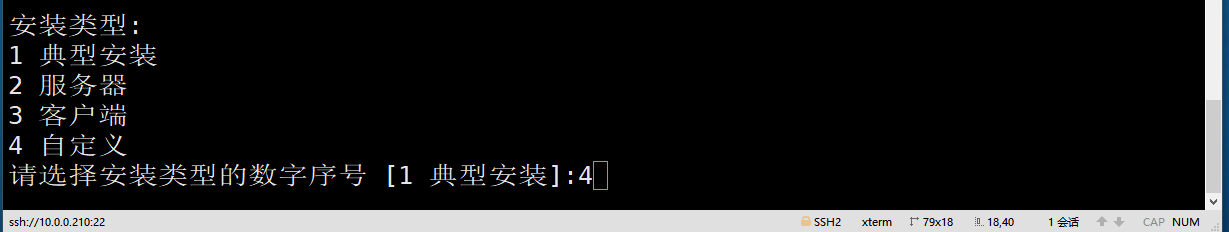 安装类型:
1 典型安装
2 服务器
3 客户端
4 自定义
请选择安装类型的数字序号 [1 典型安装]:4
ssh://10.0.0.210:22 SSH2 xterm 79x18 18,40 1 会话 CAP NUM